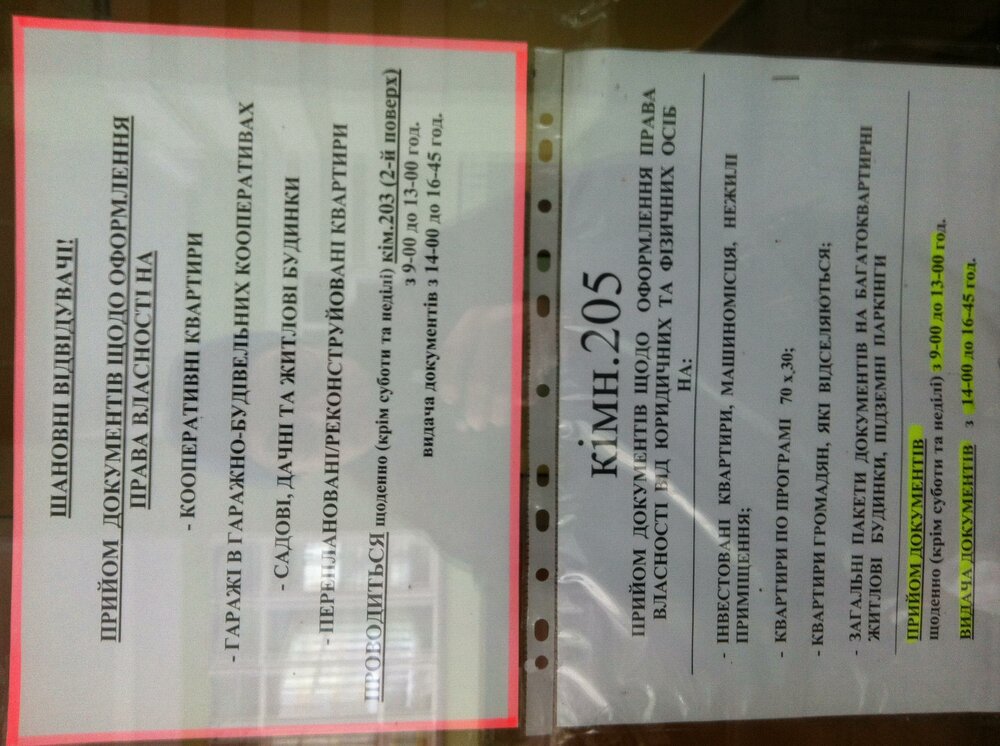 ШАНОВНІ ВІДВІДУВАЧІ!
ПРИЙОМ ДОКУМЕНТІВ ЩОДО ОФОРМЛЕННЯ
ПРАВА ВЛАСНОСТІ НА
- КООПЕРАТИВНІ КВАРТИРИ
- ГАРАЖІ В ГАРАЖНО-БУДІВЕЛЬНИХ КООПЕРАТИВАХ
- САДОВІ, ДАЧНІ ТА ЖИТЛОВІ БУДИНКИ
- ПЕРЕПЛАНОВАНІ/РЕКОНСТРУЙОВАНІ КВАРТИРИ
ПРОВОДИТЬСЯ щоденно (крім суботи та неділі) кім.203 (2-й поверх)
з 9-00 до 13-00 год.
видача документів з 14-00 до 16-45 год.
КІМН.205
ПРИЙОМ ДОКУМЕНТІВ ЩОДО ОФОРМЛЕННЯ ПРАВА
ВЛАСНОСТІ ВІД ЮРИДИЧНИХ ТА ФІЗИЧНИХ ОСІБ
НА:
- ІНВЕСТОВАНІ КВАРТИРИ, МАШИНОМІСЦЯ, НЕЖИЛІ
ПРИМІЩЕННЯ;
- КВАРТИРИ ПО ПРОГРАМІ 70 х 30;
- КВАРТИРИ ГРОМАДЯН, ЯКІ ВІДСЕЛЯЮТЬСЯ;
- ЗАГАЛЬНІ ПАКЕТИ ДОКУМЕНТІВ НА БАГАТОКВАРТИРНІ
ЖИТЛОВІ БУДИНКИ, ПІДЗЕМНІ ПАРКІНГИ
ПРИЙОМ ДОКУМЕНТІВ
щоденно (крім суботи та неділі) з 9-00 до 13-00 год.
ВИДАЧА ДОКУМЕНТІВ з 14-00 до 16-45 год.